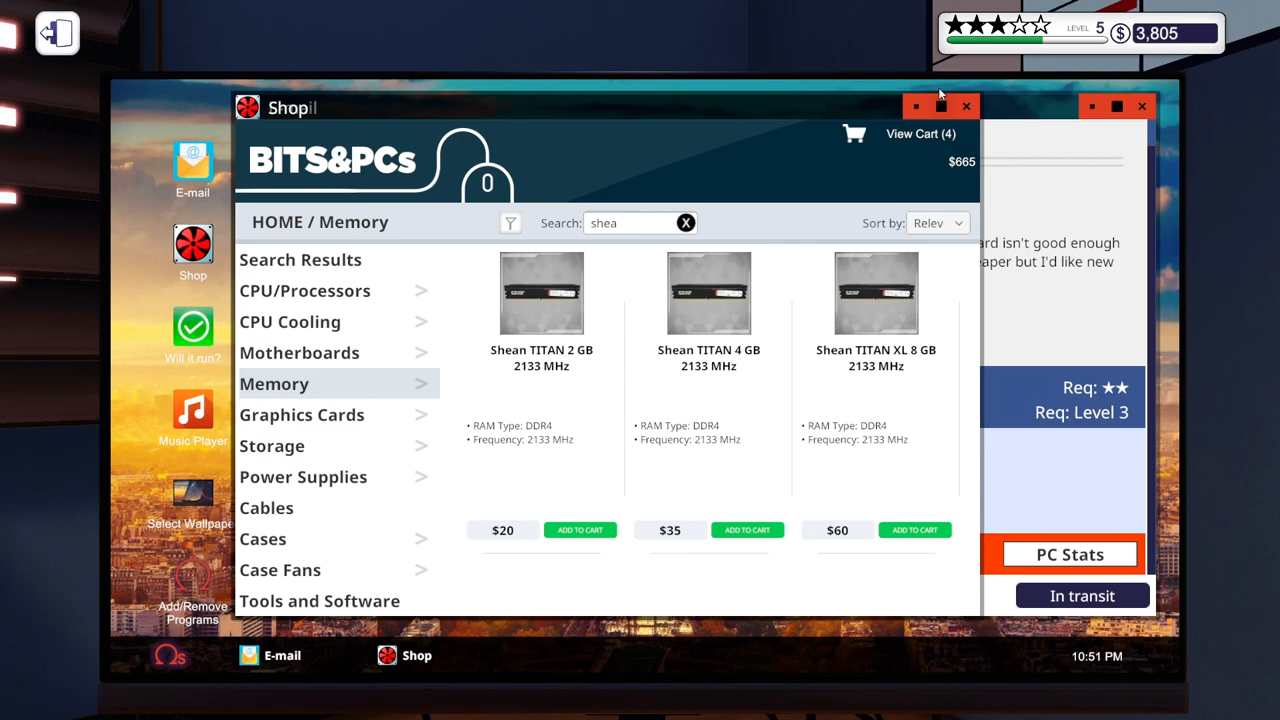 LEVEL 5
$ 3,805
Shop
BITS&PCs
View Cart (4)
$665
HOME / Memory
Search: shea X
Sort by: Relev
Search Results
CPU/Processors >
CPU Cooling >
Motherboards >
Memory >
Graphics Cards >
Storage >
Power Supplies >
Cables
Cases >
Case Fans >
Tools and Software
Shean TITAN 2 GB
2133 MHz
• RAM Type: DDR4
• Frequency: 2133 MHz
$20 ADD TO CART
Shean TITAN 4 GB
2133 MHz
• RAM Type: DDR4
• Frequency: 2133 MHz
$35 ADD TO CART
Shean TITAN XL 8 GB
2133 MHz
• RAM Type: DDR4
• Frequency: 2133 MHz
$60 ADD TO CART
ard isn't good enough
aper but I'd like new
Req: ★★
Req: Level 3
PC Stats
In transit
E-mail
Shop
Will it run?
Music Player
Select Wallpape
Add/Remove
Programs
Ωs
E-mail
Shop
10:51 PM